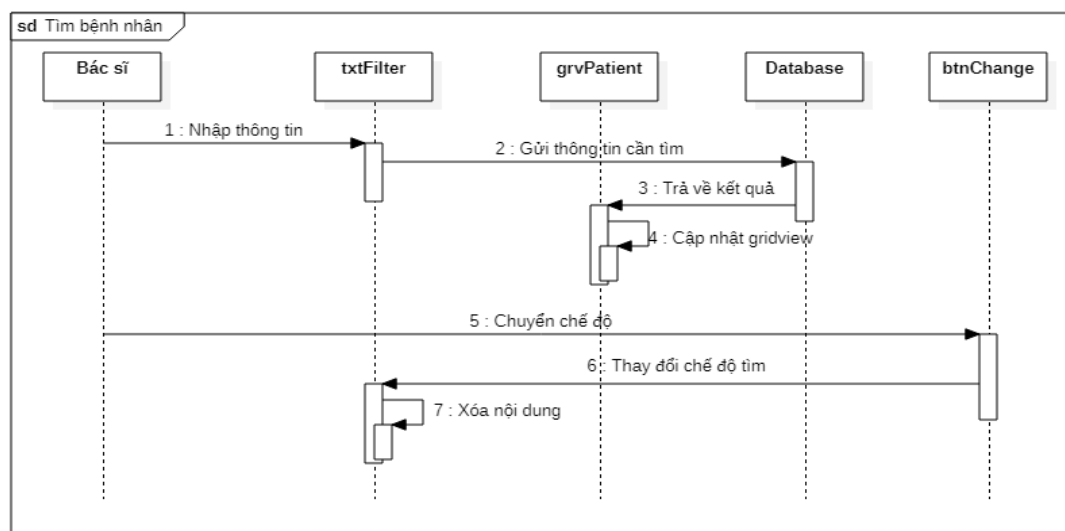 sd Tìm bệnh nhân
Bác sĩ
txtFilter
grvPatient
Database
btnChange
1 : Nhập thông tin
2 : Gửi thông tin cần tìm
3 : Trả về kết quả
4 : Cập nhật gridview
5 : Chuyển chế độ
6 : Thay đổi chế độ tìm
7 : Xóa nội dung